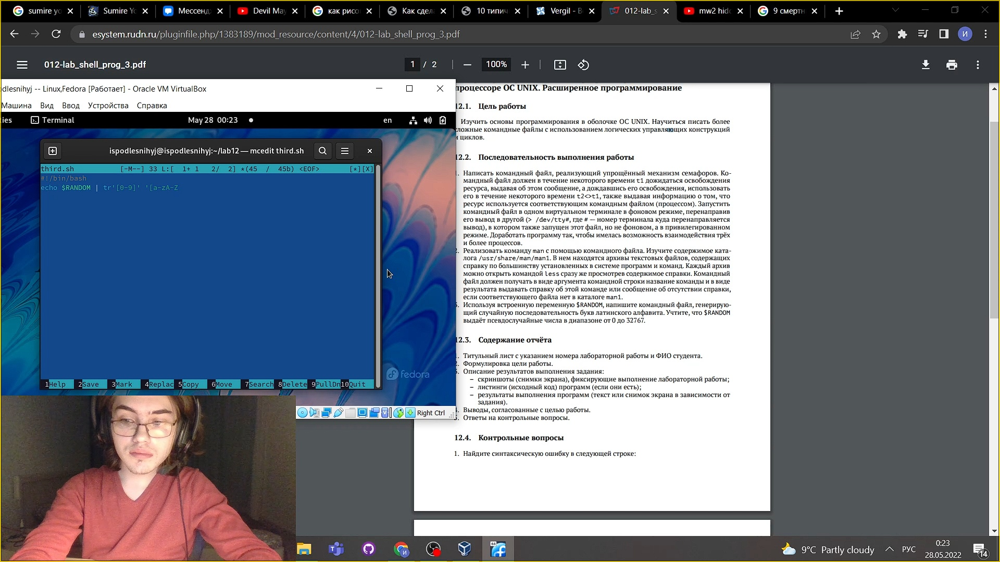 sumire yo
Sumire Yo
Мессендж
Devil May
как рисо
Как сдел
10 типич
Vergil - B
012-lab_s
mw2 hid
9 смертн
esystem.rudn.ru/pluginfile.php/1383189/mod_resource/content/4/012-lab_shell_prog_3.pdf
И
012-lab_shell_prog_3.pdf
1 / 2
100%
odlesnihyj -- Linux,Fedora [Работает] - Oracle VM VirtualBox
Машина Вид Ввод Устройства Справка
ies Terminal May 28 00:23 en
ispodlesnihyj@ispodlesnihyj:~/lab12 — mcedit third.sh
third.sh [-M--] 33 L:[ 1+ 1 2/ 2] *(45 / 45b) <EOF> [*][X]
#!/bin/bash
echo $RANDOM | tr'[0-9]' '[a-zA-Z
1Help 2Save 3Mark 4Replac 5Copy 6Move 7Search 8Delete 9PullDn 10Quit
fedora
Right Ctrl
процессоре ОС UNIX. Расширенное программирование
12.1. Цель работы
Изучить основы программирования в оболочке ОС UNIX. Научиться писать более
сложные командные файлы с использованием логических управляющих конструкций
и циклов.
12.2. Последовательность выполнения работы
1. Написать командный файл, реализующий упрощённый механизм семафоров. Ко-
мандный файл должен в течение некоторого времени t1 дожидаться освобождения
ресурса, выдавая об этом сообщение, а дождавшись его освобождения, использовать
его в течение некоторого времени t2<>t1, также выдавая информацию о том, что
ресурс используется соответствующим командным файлом (процессом). Запустить
командный файл в одном виртуальном терминале в фоновом режиме, перенаправив
его вывод в другой (> /dev/tty#, где # — номер терминала куда перенаправляется
вывод), в котором также запущен этот файл, но не фоновом, а в привилегированном
режиме. Доработать программу так, чтобы имелась возможность взаимодействия трёх
и более процессов.
2. Реализовать команду man с помощью командного файла. Изучите содержимое ката-
лога /usr/share/man/man1. В нем находятся архивы текстовых файлов, содержащих
справку по большинству установленных в системе программ и команд. Каждый архив
можно открыть командой less сразу же просмотрев содержимое справки. Командный
файл должен получать в виде аргумента командной строки название команды и в виде
результата выдавать справку об этой команде или сообщение об отсутствии справки,
если соответствующего файла нет в каталоге man1.
3. Используя встроенную переменную $RANDOM, напишите командный файл, генерирую-
щий случайную последовательность букв латинского алфавита. Учтите, что $RANDOM
выдаёт псевдослучайные числа в диапазоне от 0 до 32767.
12.3. Содержание отчёта
1. Титульный лист с указанием номера лабораторной работы и ФИО студента.
2. Формулировка цели работы.
3. Описание результатов выполнения задания:
– скриншоты (снимки экрана), фиксирующие выполнение лабораторной работы;
– листинги (исходный код) программ (если они есть);
– результаты выполнения программ (текст или снимок экрана в зависимости от
задания).
4. Выводы, согласованные с целью работы.
5. Ответы на контрольные вопросы.
12.4. Контрольные вопросы
1. Найдите синтаксическую ошибку в следующей строке:
64
9°C Partly cloudy
РУС
0:23
28.05.2022
14